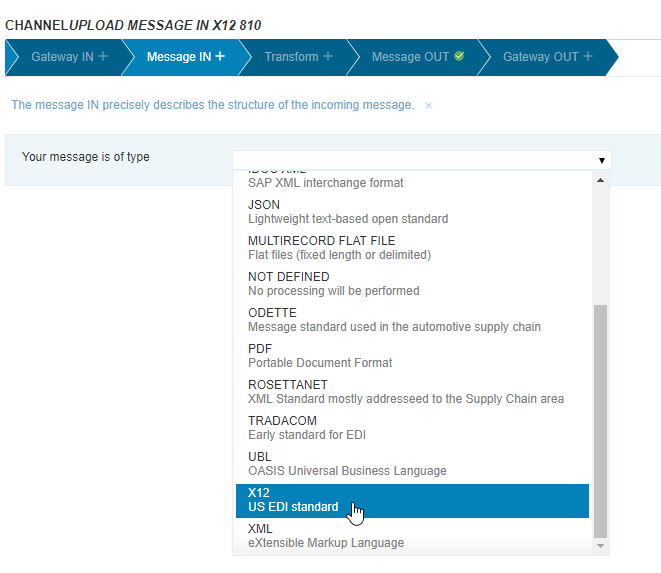 CHANNELUPLOAD MESSAGE IN X12 810
Gateway IN +
Message IN +
Transform +
Message OUT
Gateway OUT +
The message IN precisely describes the structure of the incoming message. ×
Your message is of type
IDOC XML
SAP XML interchange format
JSON
Lightweight text-based open standard
MULTIRECORD FLAT FILE
Flat files (fixed length or delimited)
NOT DEFINED
No processing will be performed
ODETTE
Message standard used in the automotive supply chain
PDF
Portable Document Format
ROSETTANET
XML Standard mostly addresseed to the Supply Chain area
TRADACOM
Early standard for EDI
UBL
OASIS Universal Business Language
X12
US EDI standard
XML
eXtensible Markup Language